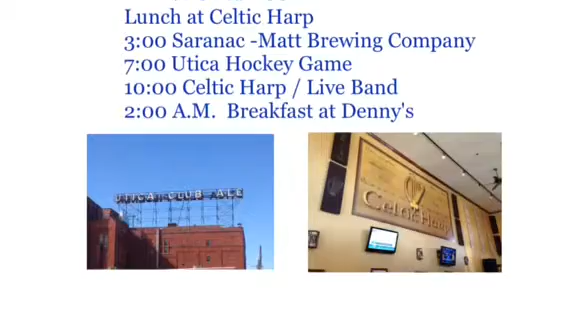 Lunch at Celtic Harp
3:00 Saranac -Matt Brewing Company
7:00 Utica Hockey Game
10:00 Celtic Harp / Live Band
2:00 A.M.  Breakfast at Denny's
UTICA CLUB ALE
Celtic Harp